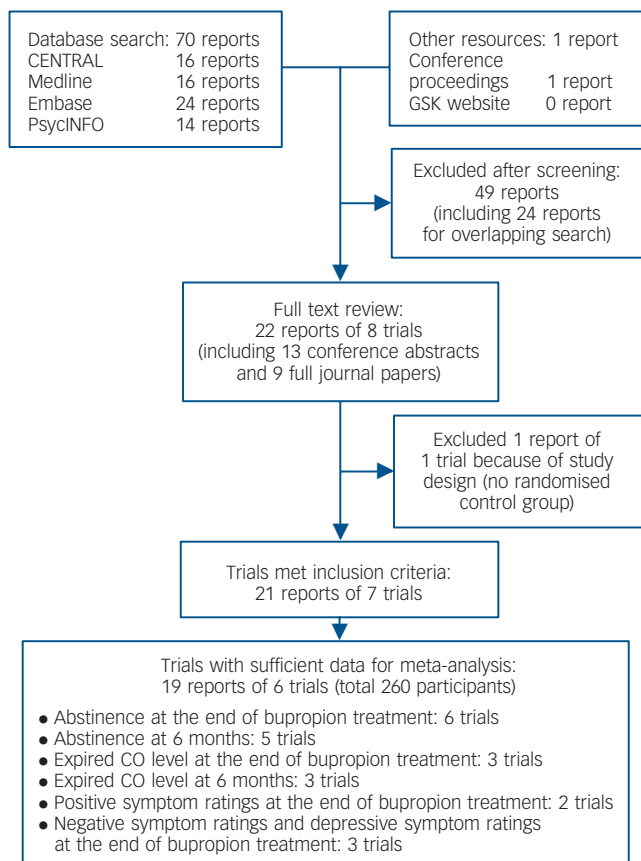 Database search: 70 reports
CENTRAL 16 reports
Medline 16 reports
Embase 24 reports
PsycINFO 14 reports
Other resources: 1 report
Conference
proceedings 1 report
GSK website 0 report
Excluded after screening:
49 reports
(including 24 reports
for overlapping search)
Full text review:
22 reports of 8 trials
(including 13 conference abstracts
and 9 full journal papers)
Excluded 1 report of
1 trial because of study
design (no randomised
control group)
Trials met inclusion criteria:
21 reports of 7 trials
Trials with sufficient data for meta-analysis:
19 reports of 6 trials (total 260 participants)
● Abstinence at the end of bupropion treatment: 6 trials
● Abstinence at 6 months: 5 trials
● Expired CO level at the end of bupropion treatment: 3 trials
● Expired CO level at 6 months: 3 trials
● Positive symptom ratings at the end of bupropion treatment: 2 trials
● Negative symptom ratings and depressive symptom ratings
at the end of bupropion treatment: 3 trials